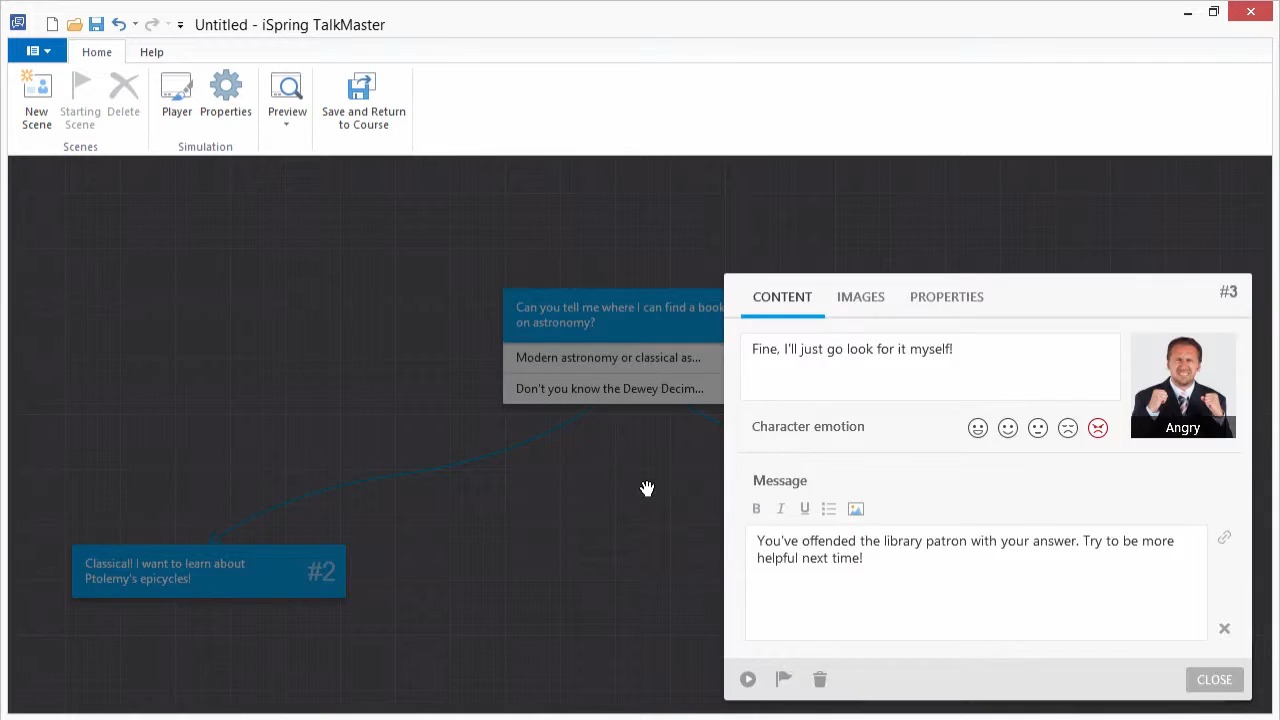 Untitled - iSpring TalkMaster
Home
Help
New
Scene
Starting
Scene
Delete
Player
Properties
Preview
Save and Return
to Course
Scenes
Simulation
Can you tell me where I can find a book
on astronomy?
Modern astronomy or classical as...
Don't you know the Dewey Decim...
Classical! I want to learn about
Ptolemy's epicycles!
#2
CONTENT
IMAGES
PROPERTIES
#3
Fine, I'll just go look for it myself!
Angry
Character emotion
Message
B I U
You've offended the library patron with your answer. Try to be more
helpful next time!
CLOSE